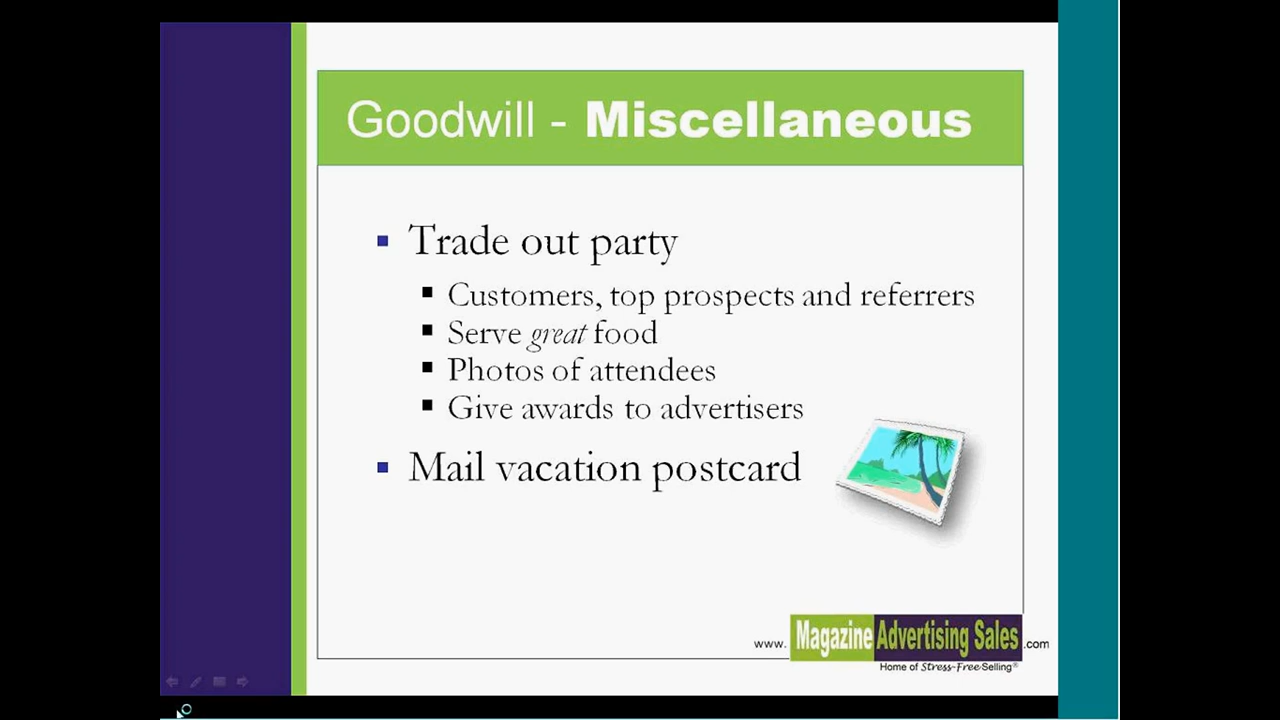 Goodwill - Miscellaneous
Trade out party
Customers, top prospects and referrers
Serve great food
Photos of attendees
Give awards to advertisers
Mail vacation postcard
www. Magazine Advertising Sales .com
Home of Stress-Free Selling®